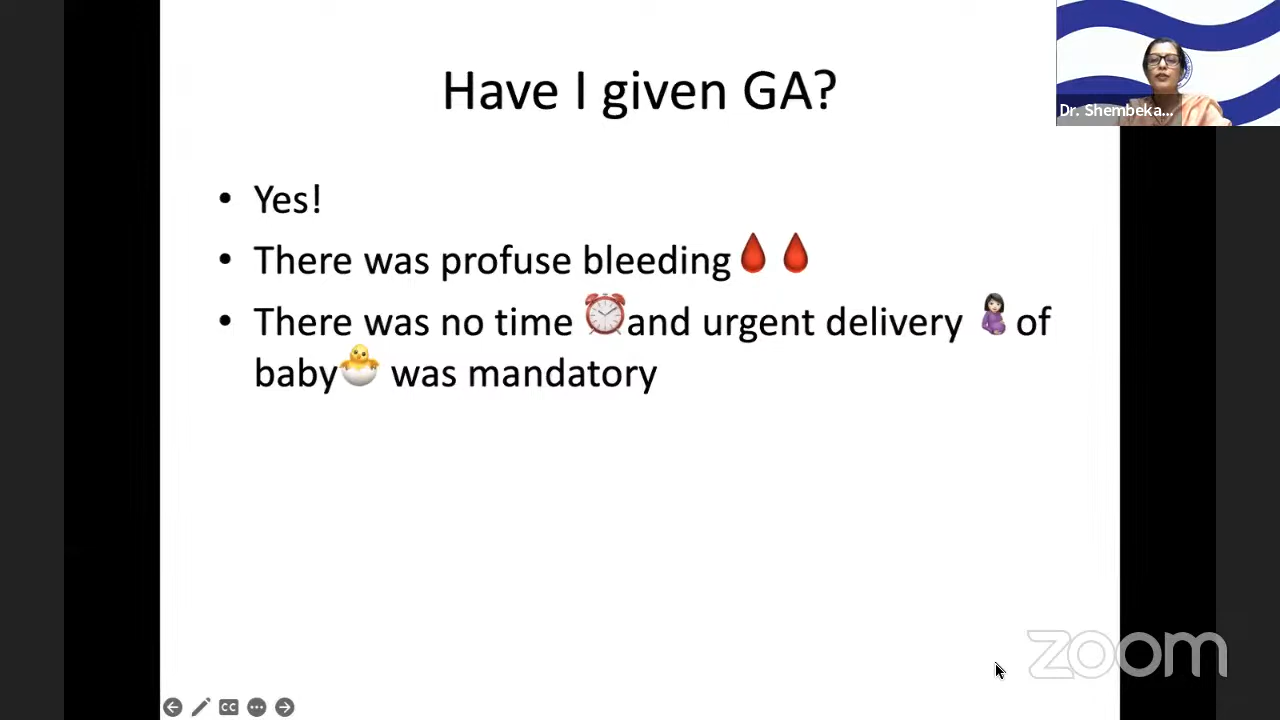 Have I given GA?
Dr. Shembeka...
• Yes!
• There was profuse bleeding🩸🩸
• There was no time ⏰and urgent delivery 🤰of
baby🐣 was mandatory
zoom
CC